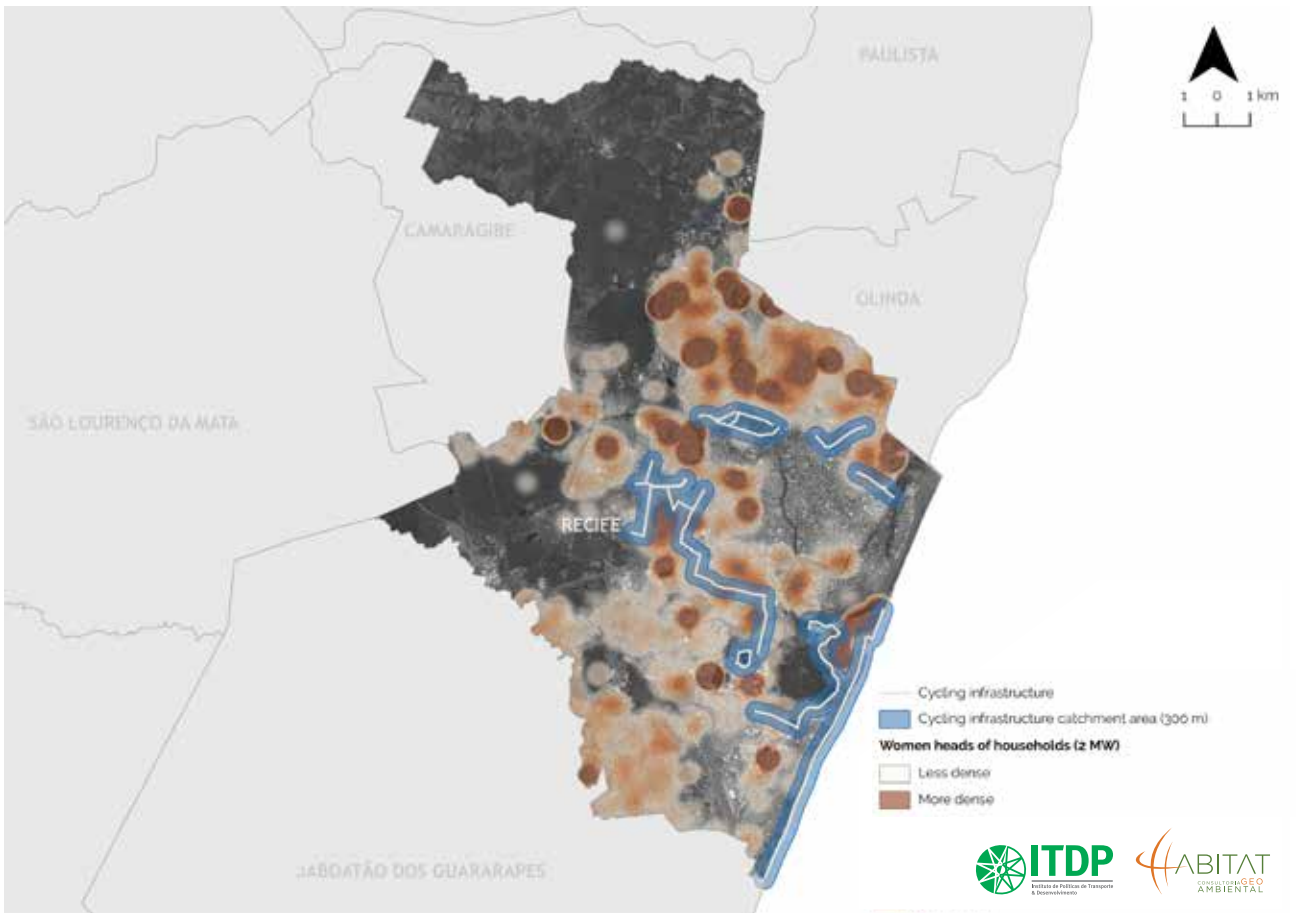 PAULISTA
1 0 1 km
CAMARAGIBE
OLINDA
SÃO LOURENÇO DA MATA
RECIFE
Cycling infrastructure
Cycling infrastructure catchment area (300 m)
Women heads of households (2 MW)
Less dense
More dense
JABOATÃO DOS GUARARAPES
ITDP
Instituto de Políticas de Transporte
& Desenvolvimento
HABITAT
CONSULTORIA GEO
AMBIENTAL